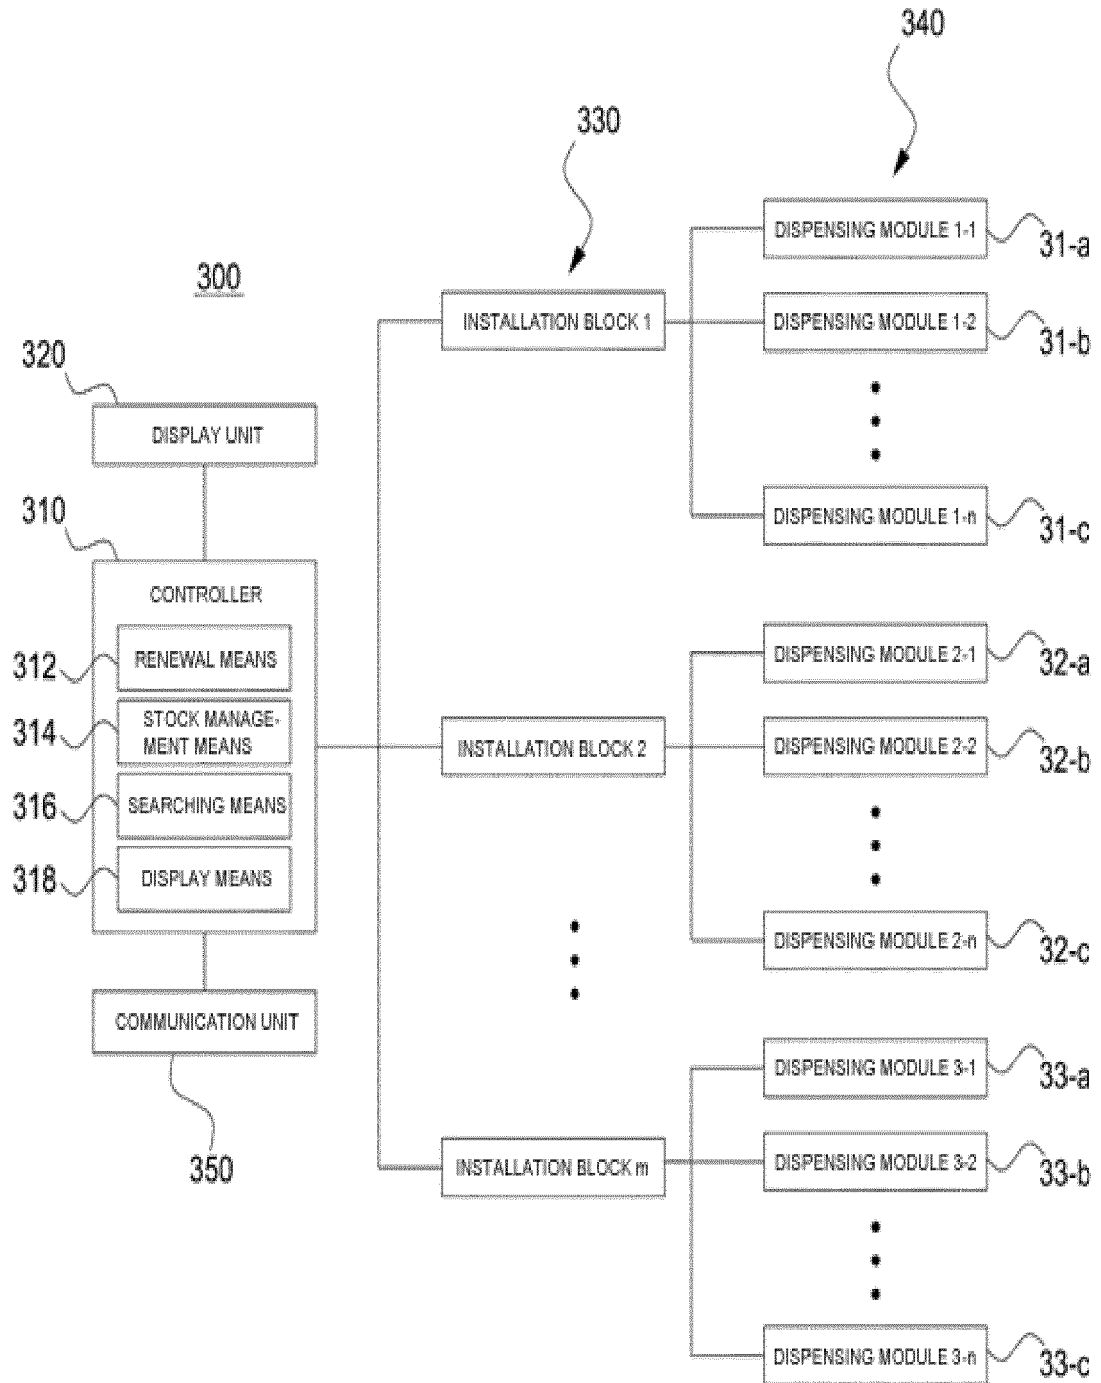 340
330
300
DISPENSING MODULE 1-1
31-a
INSTALLATION BLOCK 1
DISPENSING MODULE 1-2
31-b
320
DISPLAY UNIT
DISPENSING MODULE 1-n
31-c
310
CONTROLLER
312
RENEWAL MEANS
314
STOCK MANAGE-
MENT MEANS
316
SEARCHING MEANS
318
DISPLAY MEANS
DISPENSING MODULE 2-1
32-a
INSTALLATION BLOCK 2
DISPENSING MODULE 2-2
32-b
DISPENSING MODULE 2-n
32-c
COMMUNICATION UNIT
350
DISPENSING MODULE 3-1
33-a
INSTALLATION BLOCK m
DISPENSING MODULE 3-2
33-b
DISPENSING MODULE 3-n
33-c